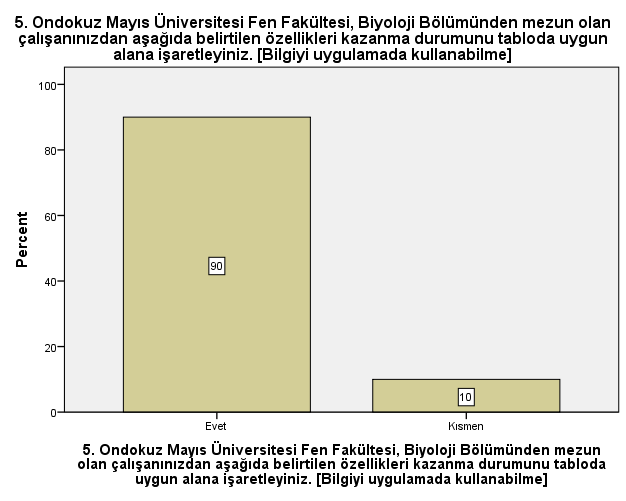 5. Ondokuz Mayıs Üniversitesi Fen Fakültesi, Biyoloji Bölümünden mezun olan
çalışanınızdan aşağıda belirtilen özellikleri kazanma durumunu tabloda uygun
alana işaretleyiniz. [Bilgiyi uygulamada kullanabilme]
100
80
60
40
20
0
Percent
90
10
Evet
Kısmen
5. Ondokuz Mayıs Üniversitesi Fen Fakültesi, Biyoloji Bölümünden mezun
olan çalışanınızdan aşağıda belirtilen özellikleri kazanma durumunu tabloda
uygun alana işaretleyiniz. [Bilgiyi uygulamada kullanabilme]